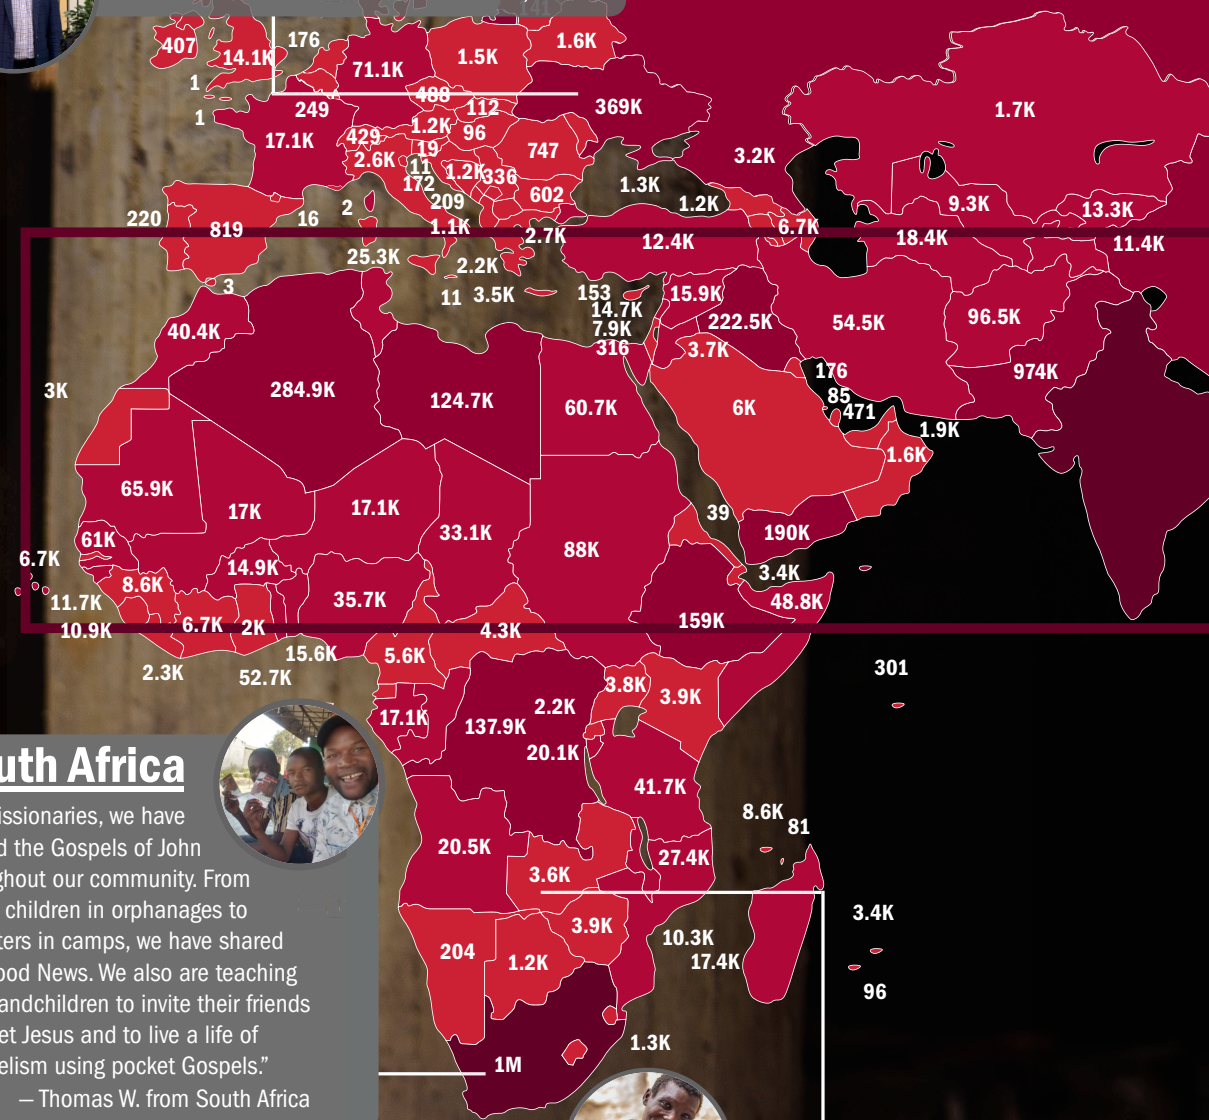 141
407
14.1K
176
71.1K
1.5K
1.6K
1
1
249
488
112
369K
1.7K
17.1K
429
1.2K
96
747
3.2K
2.6K
19
11
172
1.2K
336
602
1.3K
1.2K
9.3K
13.3K
220
819
16
2
209
1.1K
2.7K
12.4K
6.7K
18.4K
11.4K
25.3K
2.2K
3
11
3.5K
153
14.7K
7.9K
316
15.9K
222.5K
54.5K
96.5K
40.4K
3.7K
176
85
471
974K
3K
284.9K
124.7K
60.7K
6K
1.9K
1.6K
65.9K
17K
17.1K
33.1K
39
190K
61K
6.7K
8.6K
14.9K
88K
3.4K
11.7K
35.7K
48.8K
10.9K
6.7K
2K
4.3K
159K
2.3K
52.7K
15.6K
5.6K
301
3.8K
3.9K
17.1K
137.9K
2.2K
20.1K
41.7K
8.6K
81
20.5K
27.4K
3.6K
3.4K
204
1.2K
3.9K
10.3K
17.4K
96
1M
1.3K
uth Africa
issionaries, we have
d the Gospels of John
ghout our community. From
children in orphanages to
ters in camps, we have shared
ood News. We also are teaching
andchildren to invite their friends
et Jesus and to live a life of
elism using pocket Gospels.”
— Thomas W. from South Africa